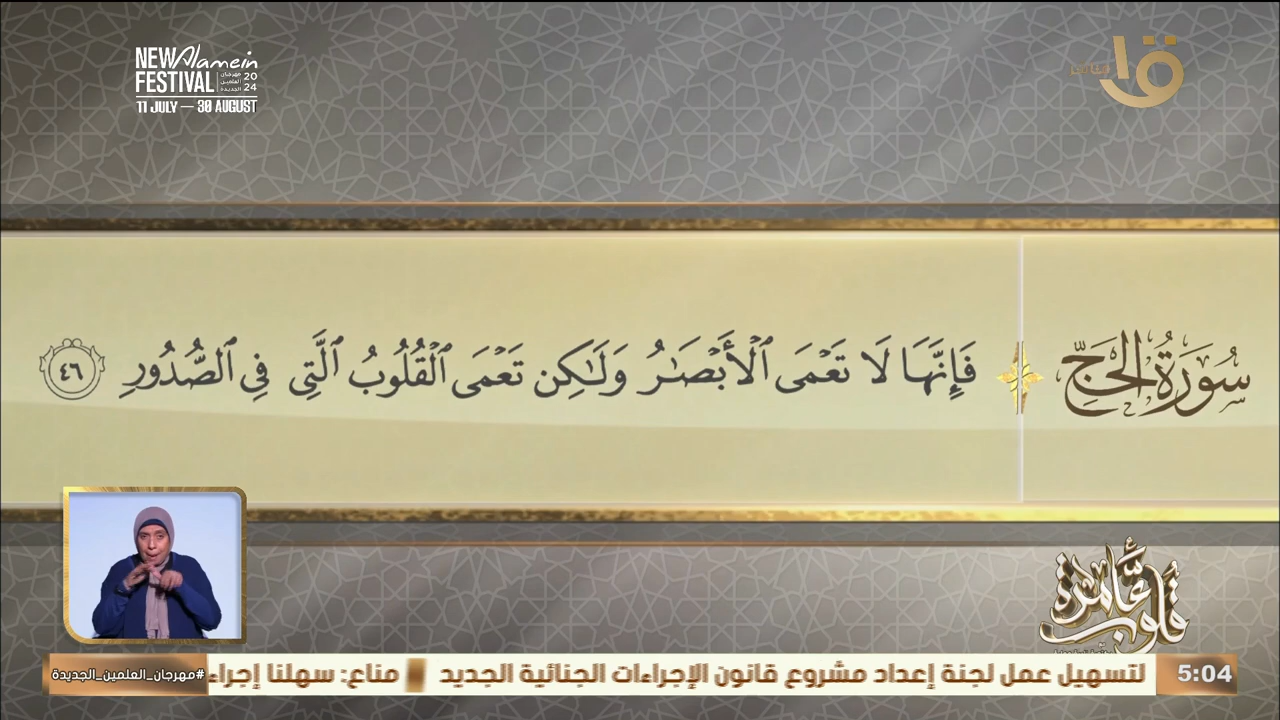 NEW Alamein
FESTIVAL
مهرجان
العلمين
الجديدة
20
24
11 JULY — 30 AUGUST
سُورَةُ الحَجِّ
فَإِنَّهَا لَا تَعْمَى ٱلْأَبْصَٰرُ وَلَٰكِن تَعْمَى ٱلْقُلُوبُ ٱلَّتِى فِى ٱلصُّدُورِ ٤٦
قلوب عامرة
5:04
لتسهيل عمل لجنة إعداد مشروع قانون الإجراءات الجنائية الجديد
مناع: سهلنا إجراء
#مهرجان_العلمين_الجديدة